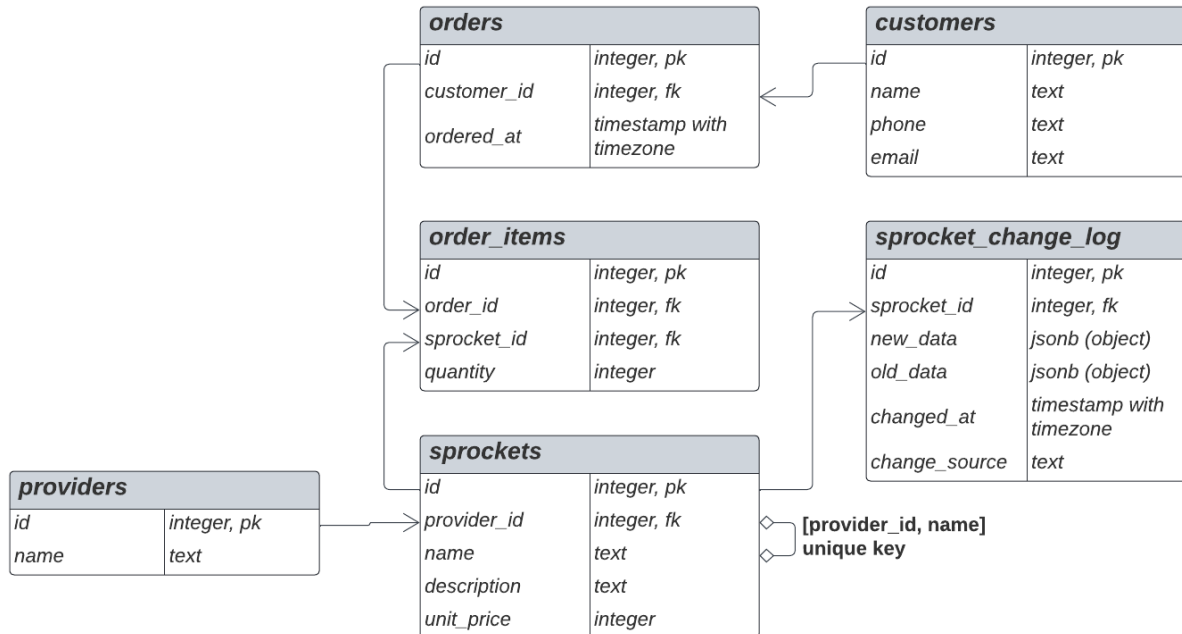 orders
id integer, pk
customer_id integer, fk
ordered_at timestamp with
timezone
customers
id integer, pk
name text
phone text
email text
order_items
id integer, pk
order_id integer, fk
sprocket_id integer, fk
quantity integer
sprocket_change_log
id integer, pk
sprocket_id integer, fk
new_data jsonb (object)
old_data jsonb (object)
changed_at timestamp with
timezone
change_source text
providers
id integer, pk
name text
sprockets
id integer, pk
provider_id integer, fk
name text
description text
unit_price integer
[provider_id, name]
unique key